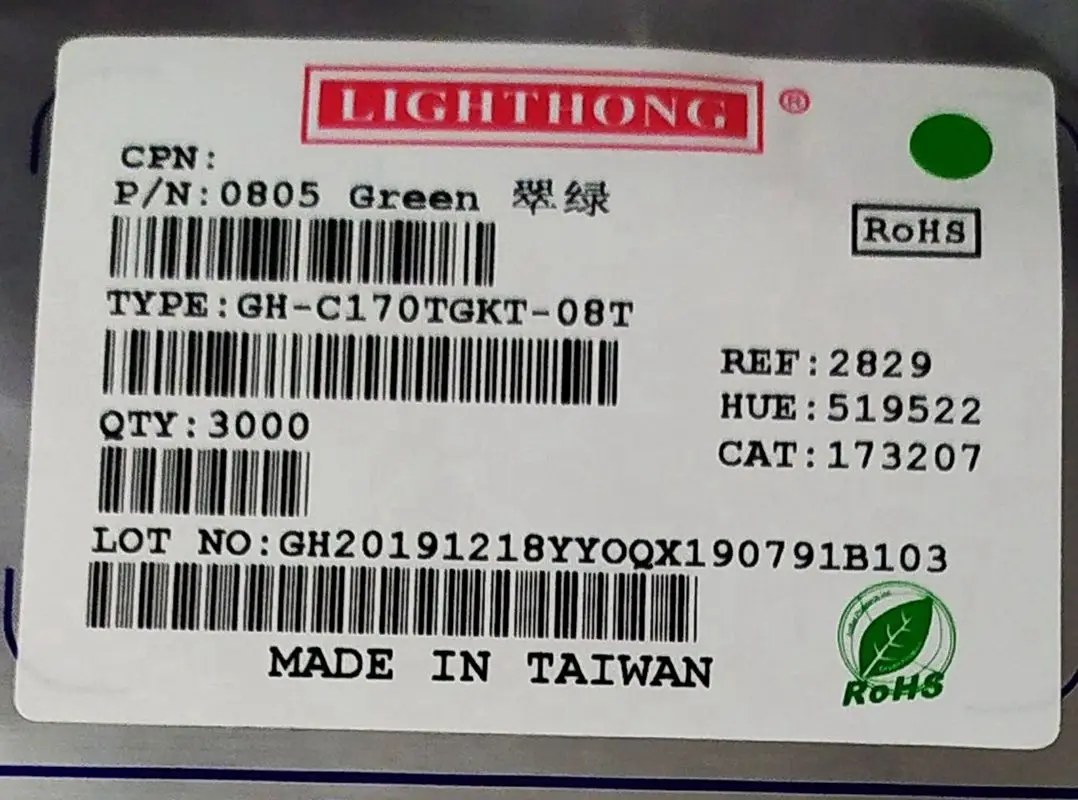 LIGHTHONG ®
CPN:
P/N:0805 Green 翠绿
RoHS
TYPE:GH-C170TGKT-08T
REF:2829
HUE:519522
QTY:3000
CAT:173207
LOT NO:GH20191218YYOQX190791B103
MADE IN TAIWAN
RoHS